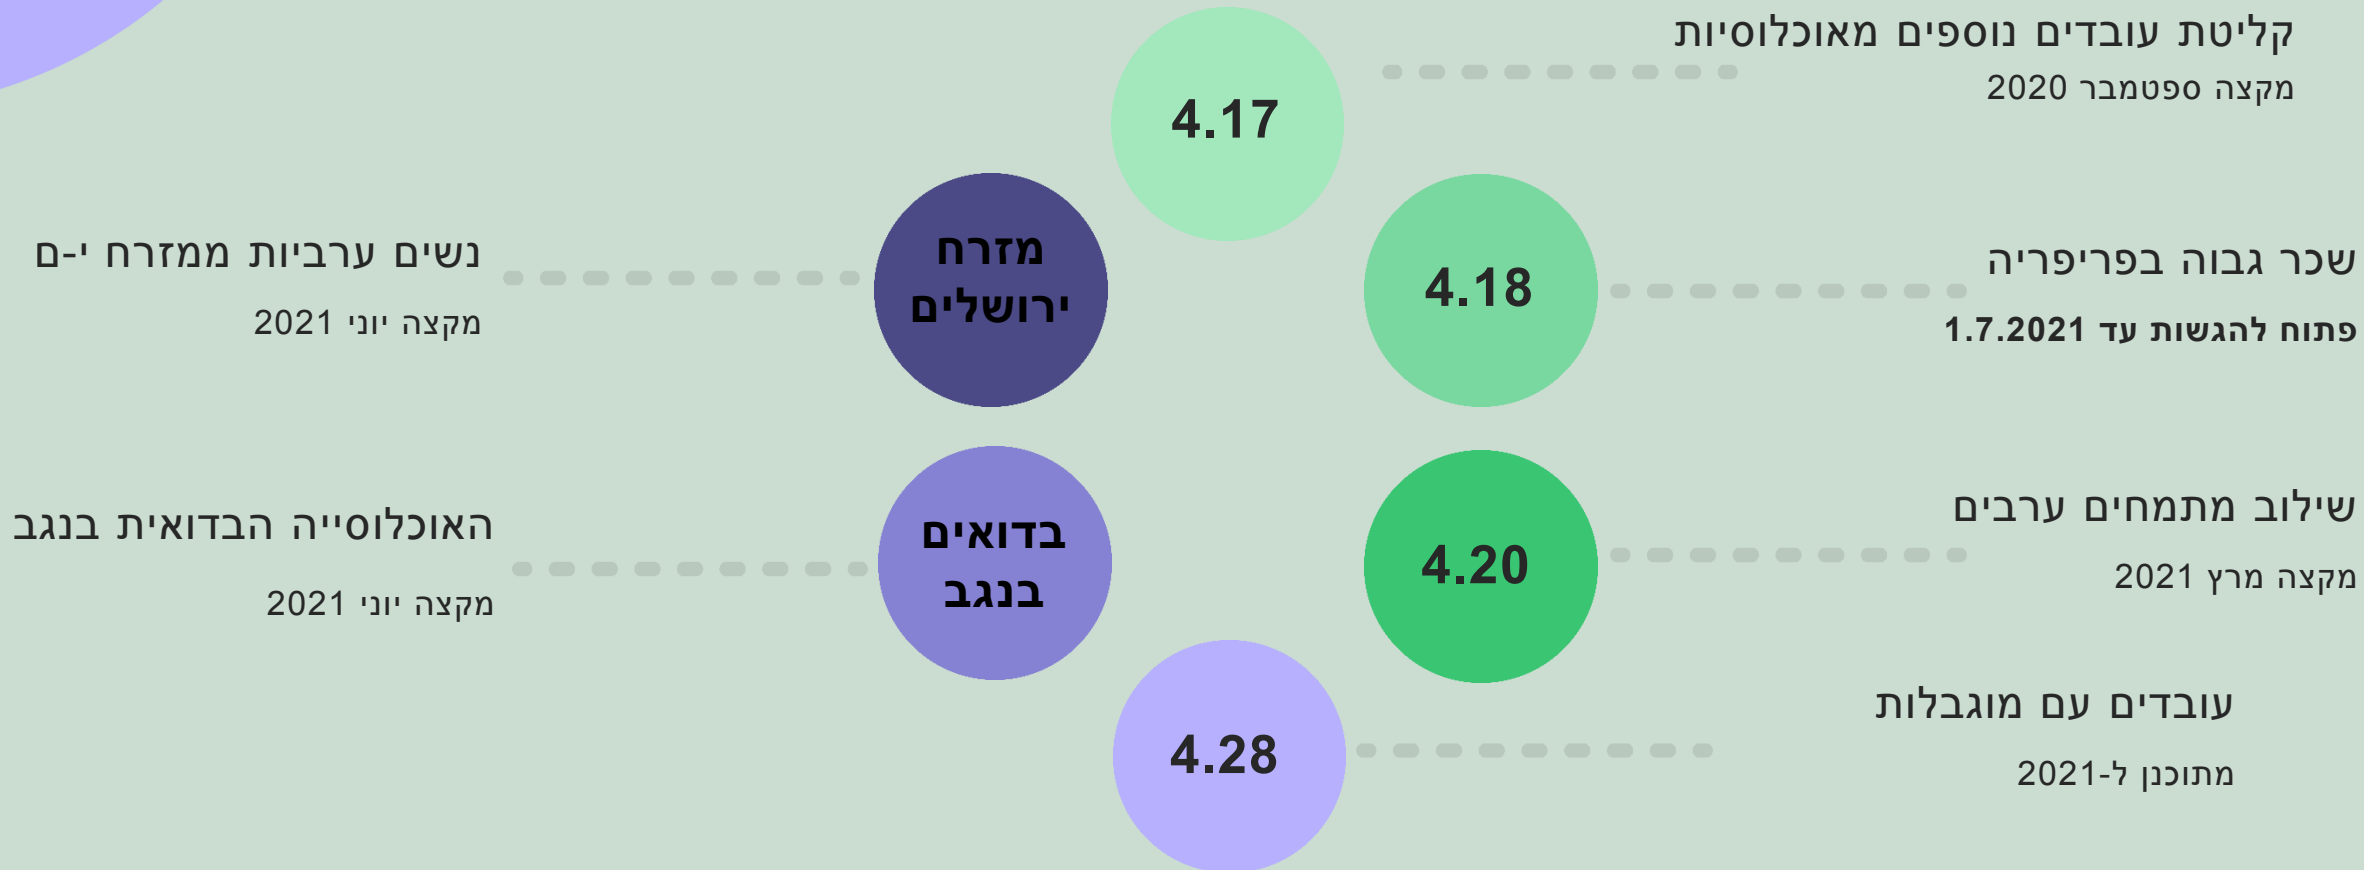 4.17
קליטת עובדים נוספים מאוכלוסיות
מקצה ספטמבר 2020
4.18
שכר גבוה בפריפריה
פתוח להגשות עד 1.7.2021
4.20
שילוב מתמחים ערבים
מקצה מרץ 2021
4.28
עובדים עם מוגבלות
מתוכנן ל-2021
מזרח
ירושלים
נשים ערביות ממזרח י-ם
מקצה יוני 2021
בדואים
בנגב
האוכלוסייה הבדואית בנגב
מקצה יוני 2021